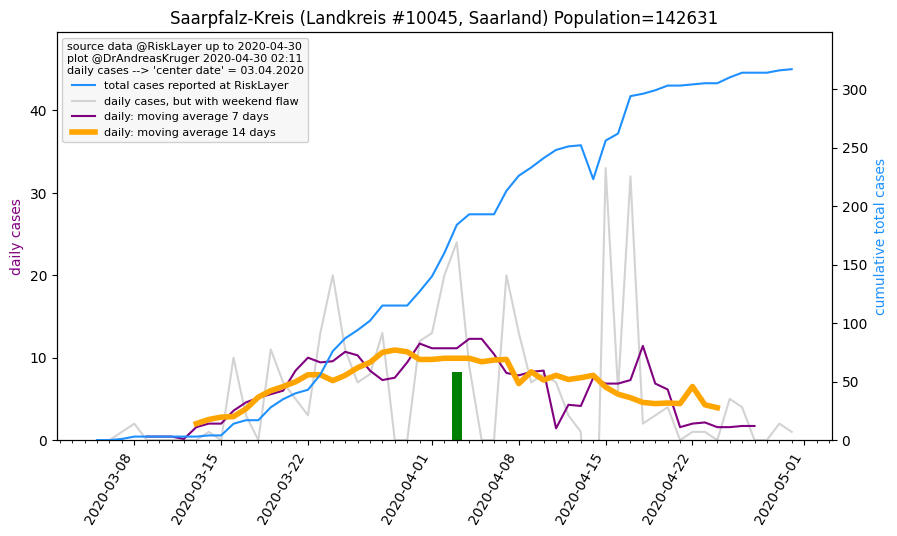 Saarpfalz-Kreis (Landkreis #10045, Saarland) Population=142631
source data @RiskLayer up to 2020-04-30
plot @DrAndreasKruger 2020-04-30 02:11
daily cases --> 'center date' = 03.04.2020
total cases reported at RiskLayer
daily cases, but with weekend flaw
daily: moving average 7 days
daily: moving average 14 days
daily cases
0
10
20
30
40
cumulative total cases
0
50
100
150
200
250
300
2020-03-08
2020-03-15
2020-03-22
2020-04-01
2020-04-08
2020-04-15
2020-04-22
2020-05-01